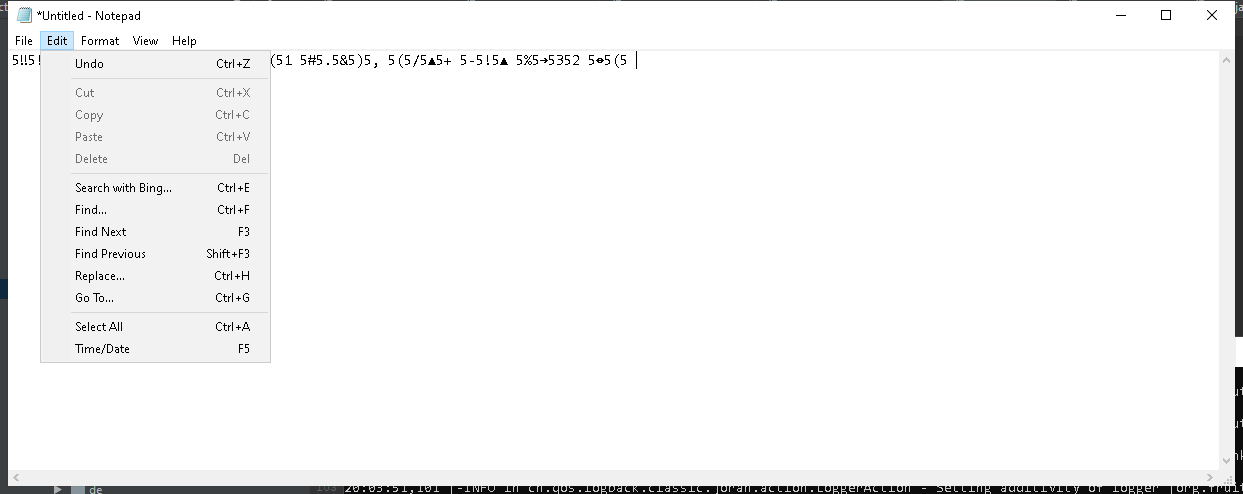 *Untitled - Notepad
File Edit Format View Help
5‼5! (51 5#5.5&5)5, 5(5/5▲5+ 5-5!5▲ 5%5→5352 5↔5(5
Undo Ctrl+Z
Cut Ctrl+X
Copy Ctrl+C
Paste Ctrl+V
Delete Del
Search with Bing... Ctrl+E
Find... Ctrl+F
Find Next F3
Find Previous Shift+F3
Replace... Ctrl+H
Go To... Ctrl+G
Select All Ctrl+A
Time/Date F5
de
20:03:51,101 |-INFO in ch.qos.logback.classic.joran.action.LoggerAction - Setting additivity of logger